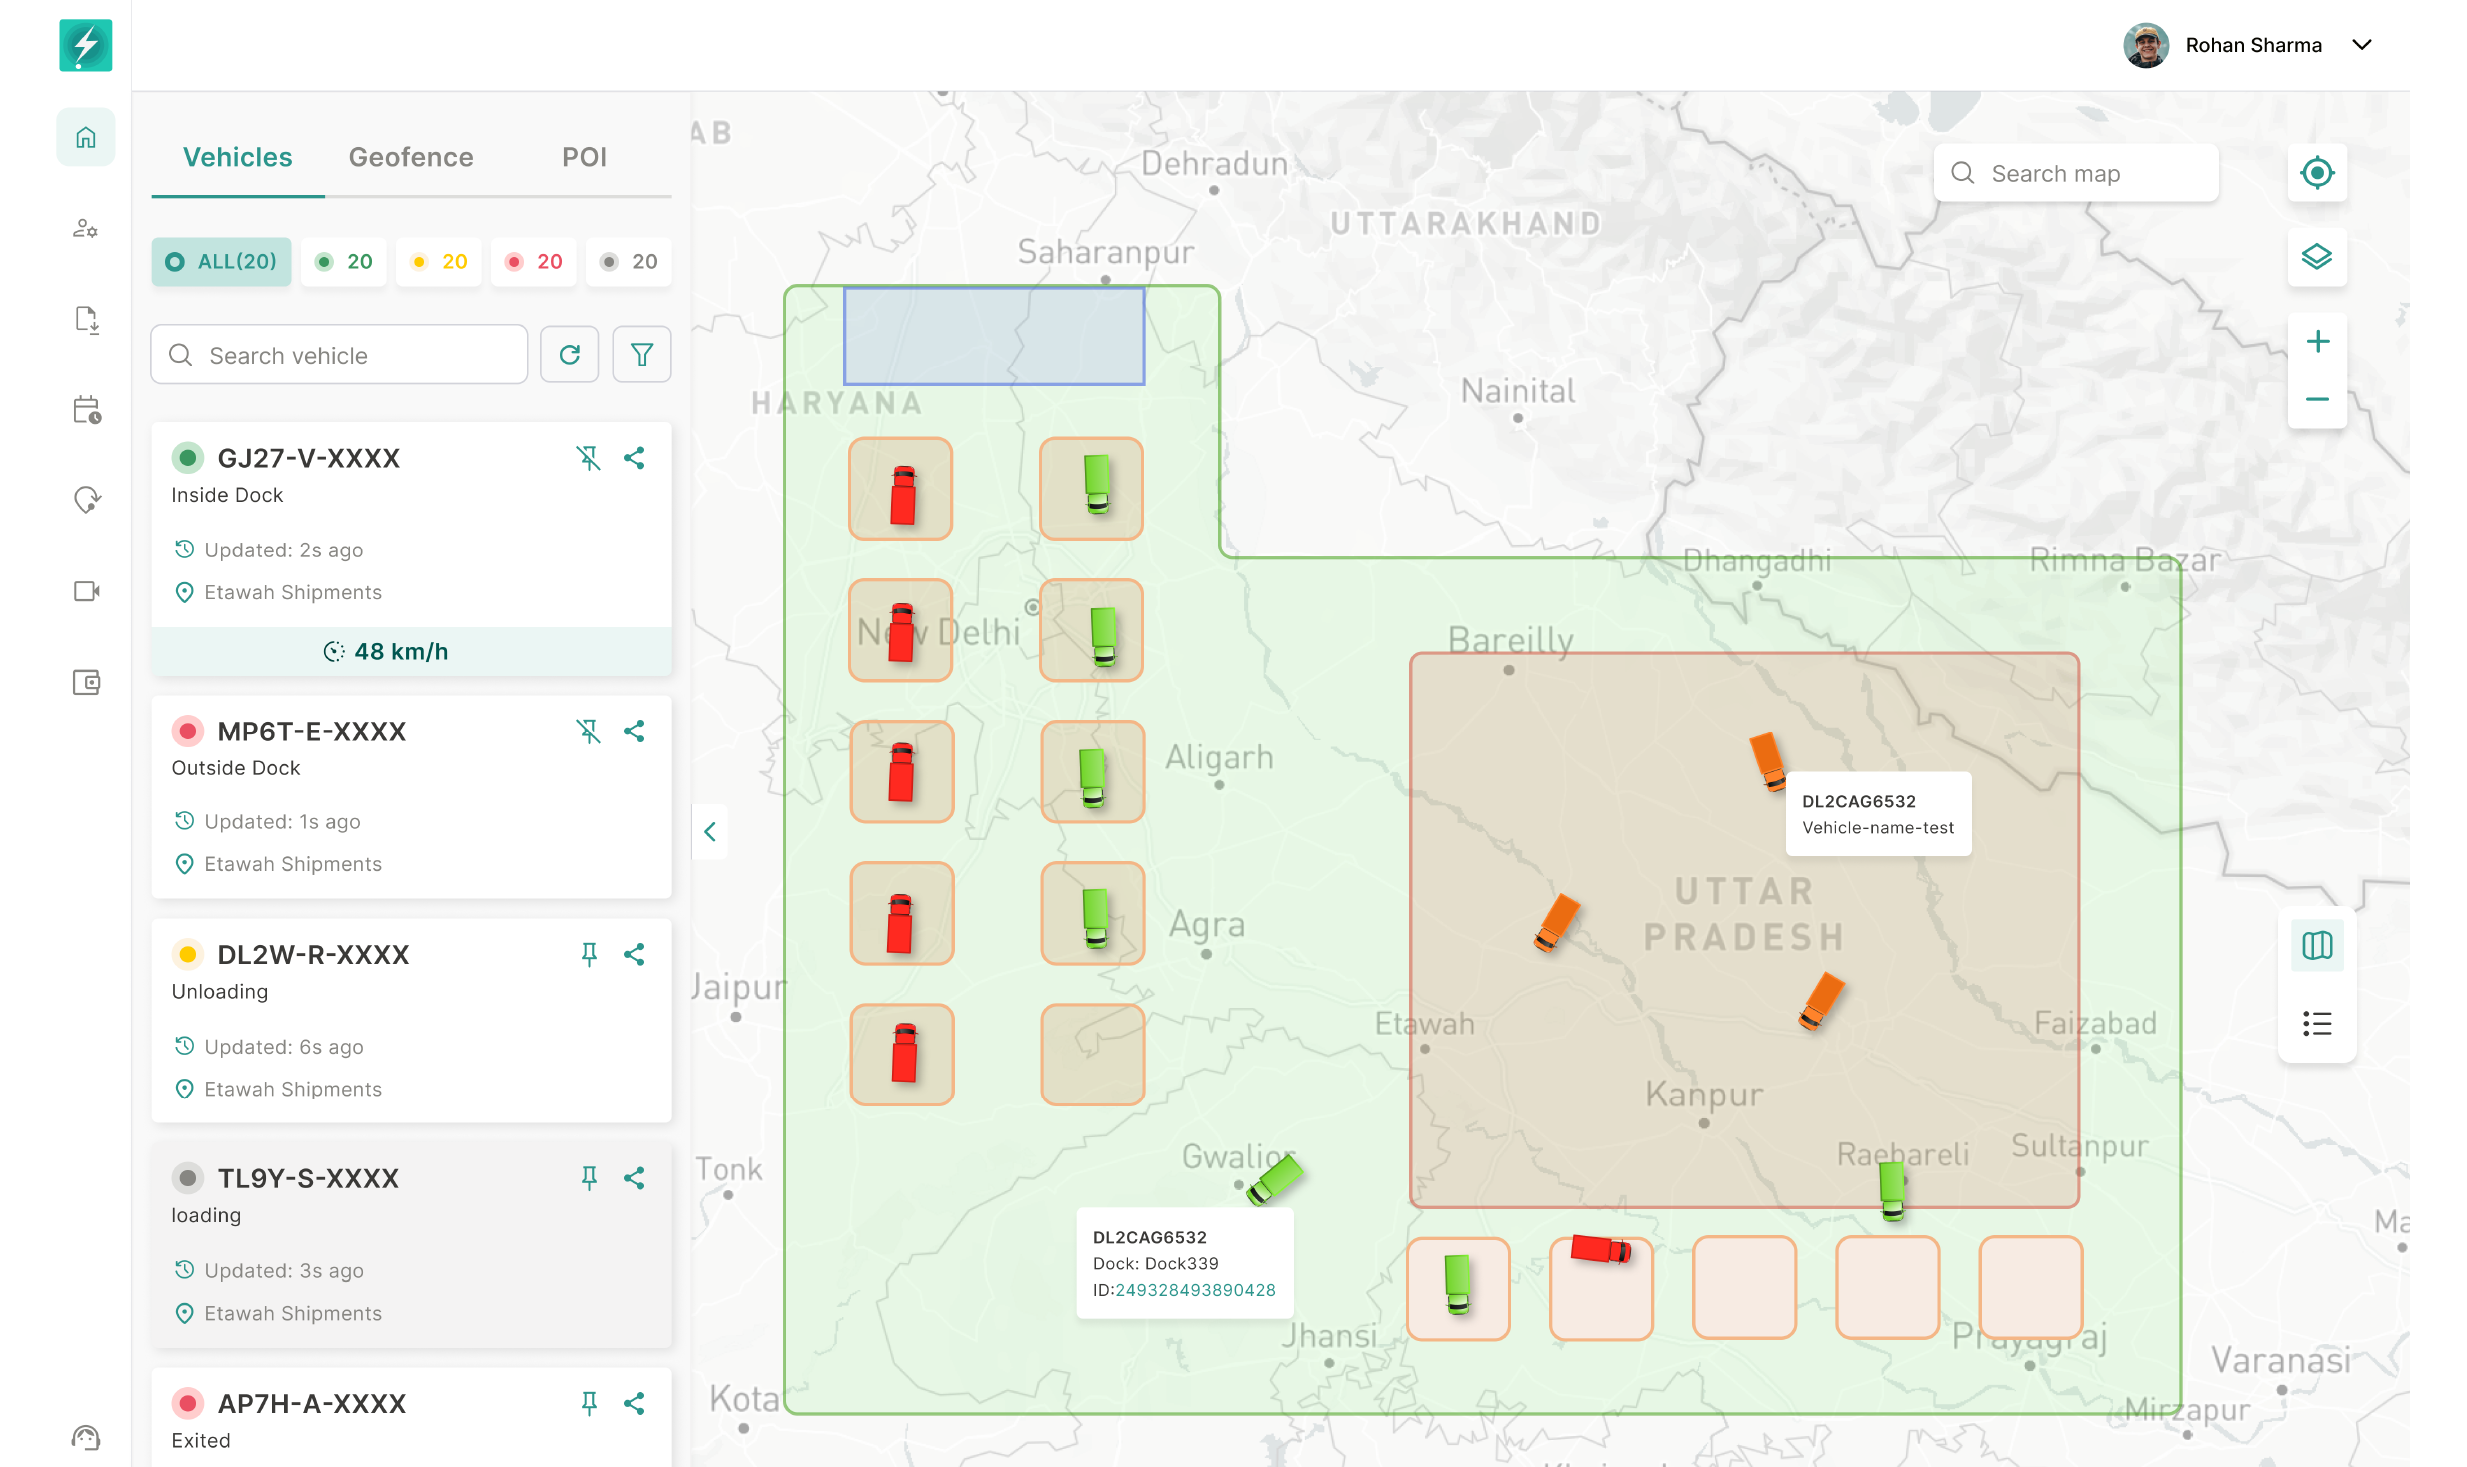 Rohan Sharma
Vehicles
Geofence
POI
ALL(20)
20
20
20
20
Search vehicle
GJ27-V-XXXX
Inside Dock
Updated: 2s ago
Etawah Shipments
48 km/h
MP6T-E-XXXX
Outside Dock
Updated: 1s ago
Etawah Shipments
DL2W-R-XXXX
Unloading
Updated: 6s ago
Etawah Shipments
TL9Y-S-XXXX
loading
Updated: 3s ago
Etawah Shipments
AP7H-A-XXXX
Exited
Search map
AB
Dehradun
UTTARAKHAND
Saharanpur
Nainital
HARYANA
Dhangadhi
Rimna Bazar
New Delhi
Bareilly
Aligarh
DL2CAG6532
Vehicle-name-test
UTTAR
PRADESH
Agra
Jaipur
Etawah
Faizabad
Kanpur
Gwalior
Raebareli
Sultanpur
Tonk
DL2CAG6532
Dock: Dock339
ID:249328493890428
Ma
Jhansi
Prayagraj
Varanasi
Kota
Mirzapur